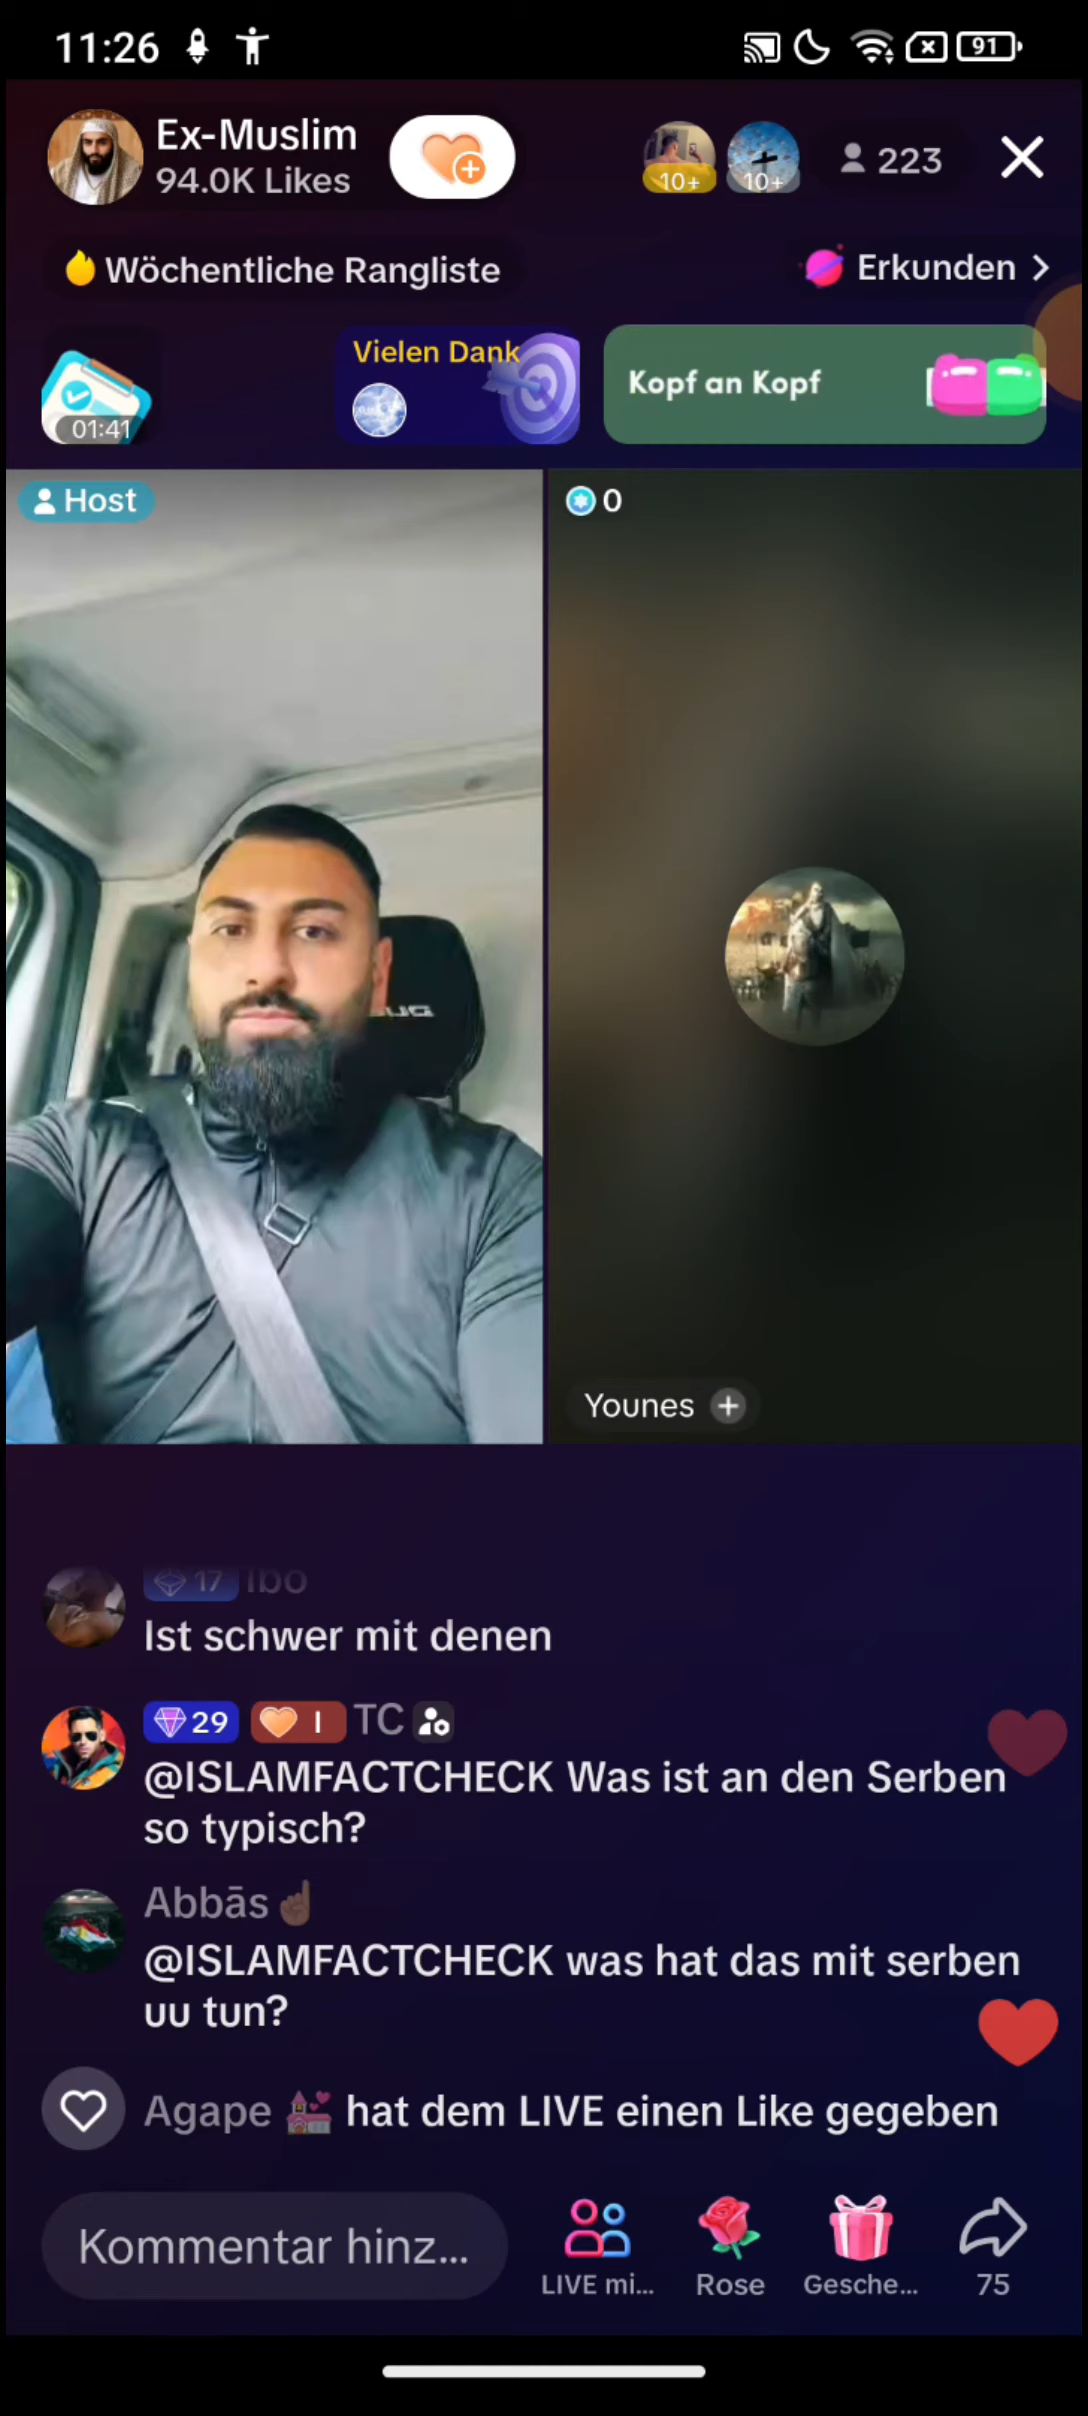 11:26
91
Ex-Muslim
94.0K Likes
10+
10+
223
Wöchentliche Rangliste
Erkunden >
01:41
Vielen Dank
Kopf an Kopf
Host
0
Younes +
17 Ibo
Ist schwer mit denen
29 I TC
@ISLAMFACTCHECK Was ist an den Serben
so typisch?
Abbās☝🏾
@ISLAMFACTCHECK was hat das mit serben
uu tun?
Agape 💒 hat dem LIVE einen Like gegeben
Kommentar hinz...
LIVE mi...
Rose
Gesche...
75